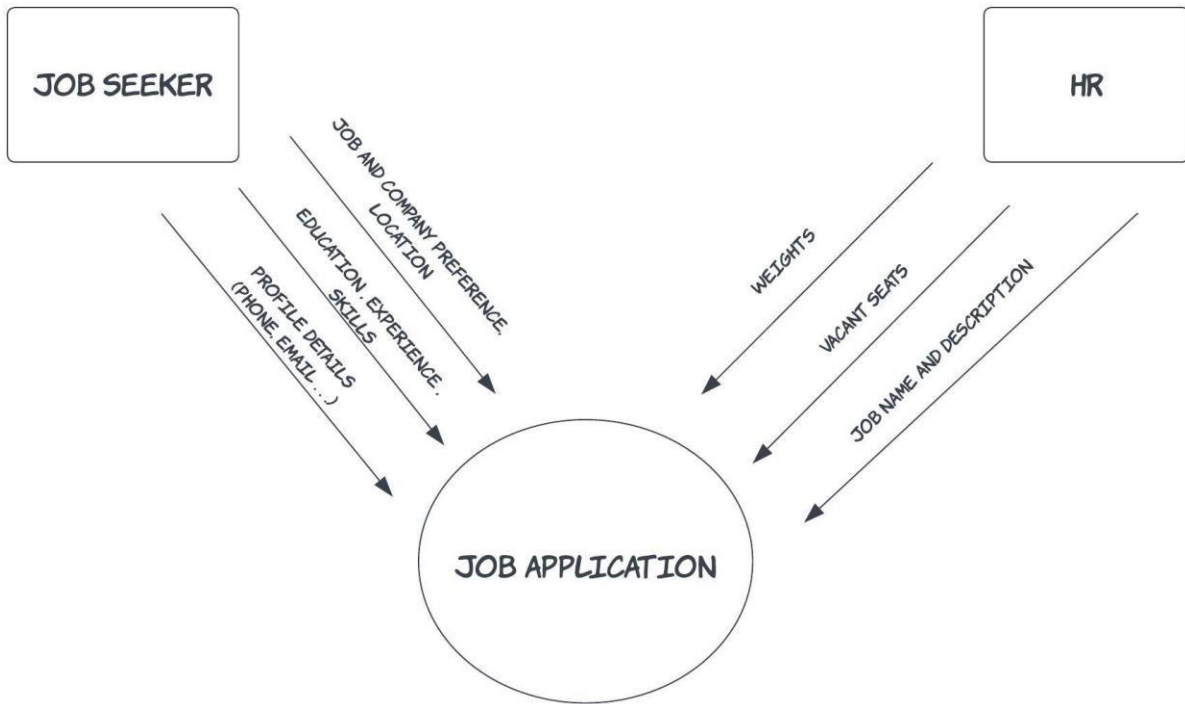 JOB SEEKER
HR
JOB AND COMPANY PREFERENCE,
LOCATION
EDUCATION, EXPERIENCE,
SKILLS
PROFILE DETAILS
(PHONE, EMAIL ...)
WEIGHTS
VACANT SEATS
JOB NAME AND DESCRIPTION
JOB APPLICATION